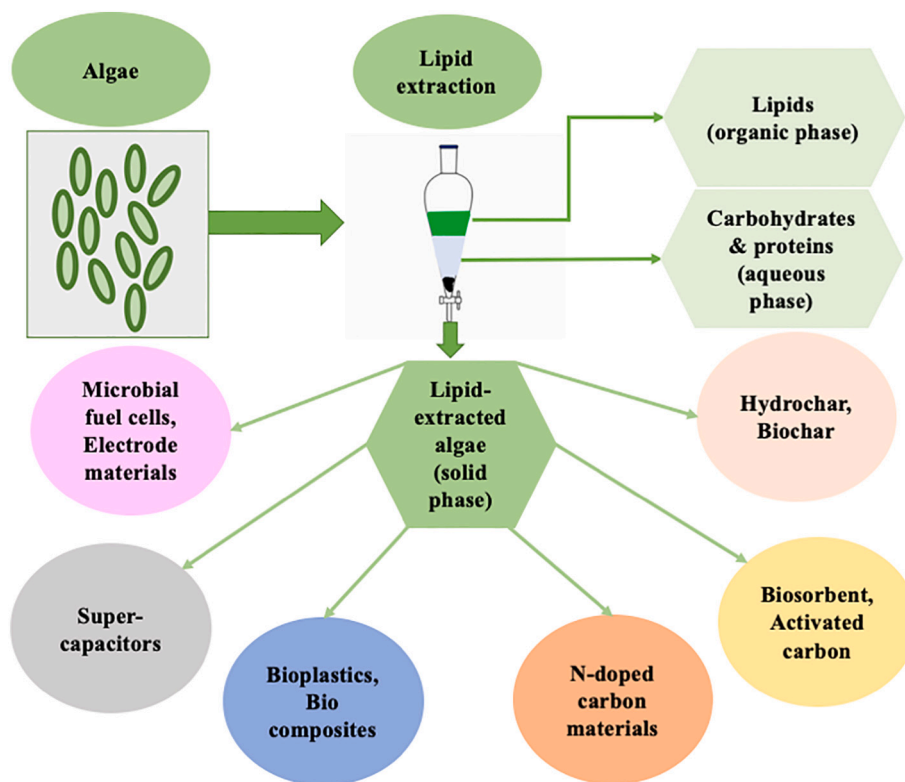 Algae
Lipid
extraction
Lipids
(organic phase)
Carbohydrates
& proteins
(aqueous
phase)
Microbial
fuel cells,
Electrode
materials
Lipid-
extracted
algae
(solid
phase)
Hydrochar,
Biochar
Super-
capacitors
Bioplastics,
Bio
composites
N-doped
carbon
materials
Biosorbent,
Activated
carbon